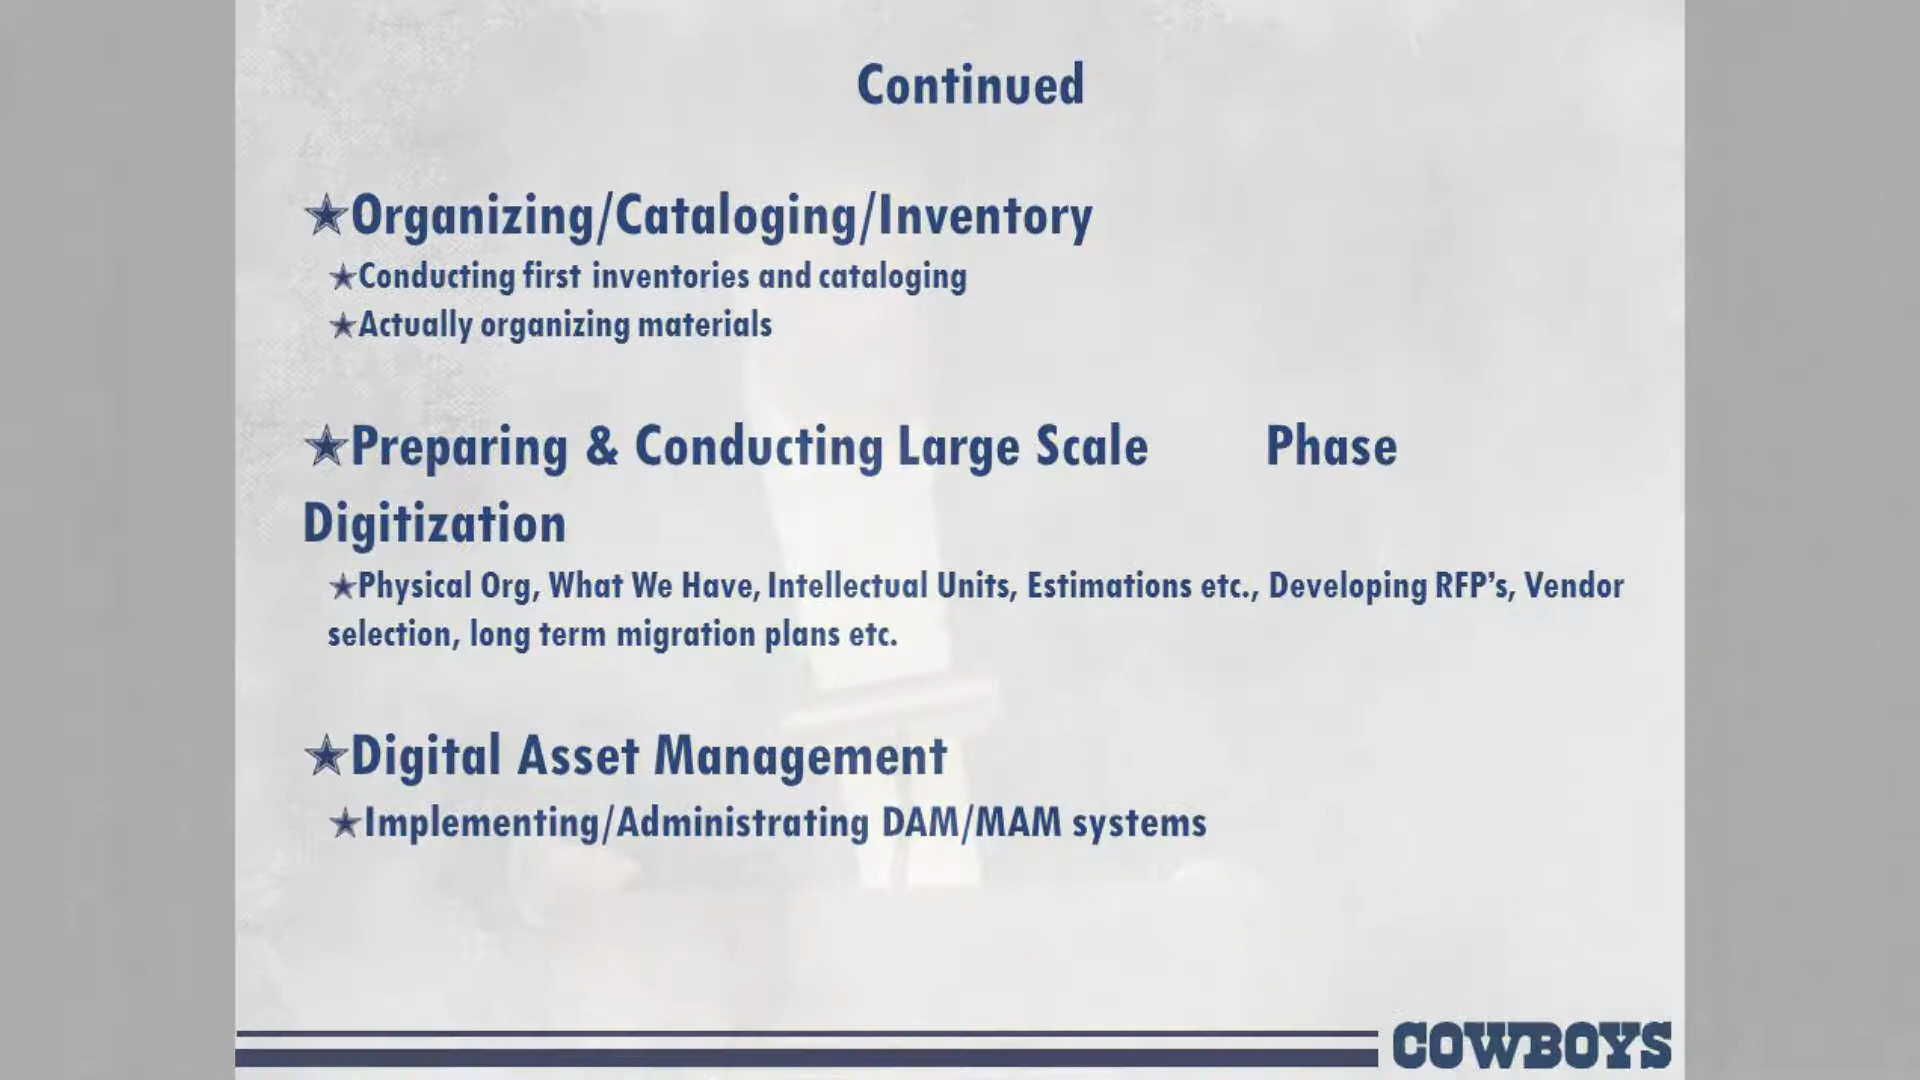 Continued
★Organizing/Cataloging/Inventory
★Conducting first inventories and cataloging
★Actually organizing materials
★Preparing & Conducting Large Scale Phase
Digitization
★Physical Org, What We Have, Intellectual Units, Estimations etc., Developing RFP’s, Vendor
selection, long term migration plans etc.
★Digital Asset Management
★Implementing/Administrating DAM/MAM systems
COWBOYS